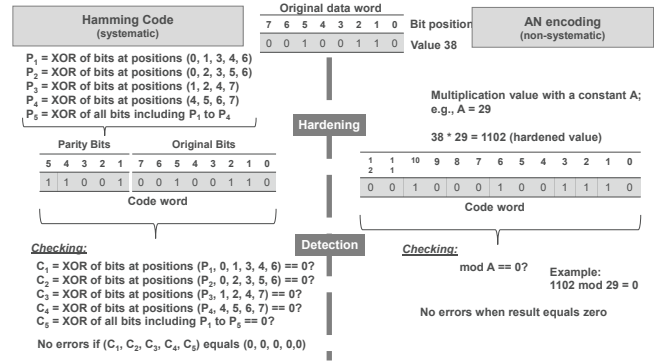 Hamming Code
(systematic)
Original data word
7 6 5 4 3 2 1 0 Bit position
0 0 1 0 0 1 1 0 Value 38
AN encoding
(non-systematic)
P1 = XOR of bits at positions (0, 1, 3, 4, 6)
P2 = XOR of bits at positions (0, 2, 3, 5, 6)
P3 = XOR of bits at positions (1, 2, 4, 7)
P4 = XOR of bits at positions (4, 5, 6, 7)
P5 = XOR of all bits including P1 to P4
Hardening
Multiplication value with a constant A;
e.g., A = 29
38 * 29 = 1102 (hardened value)
Parity Bits Original Bits
5 4 3 2 1 7 6 5 4 3 2 1 0
1 1 0 0 1 0 0 1 0 0 1 1 0
Code word
12 11 10 9 8 7 6 5 4 3 2 1 0
0 0 1 0 0 0 1 0 0 1 1 1 0
Code word
Detection
Checking:
C1 = XOR of bits at positions (P1, 0, 1, 3, 4, 6) == 0?
C2 = XOR of bits at positions (P2, 0, 2, 3, 5, 6) == 0?
C3 = XOR of bits at positions (P3, 1, 2, 4, 7) == 0?
C4 = XOR of bits at positions (P4, 4, 5, 6, 7) == 0?
C5 = XOR of all bits including P1 to P5 == 0?
No errors if (C1, C2, C3, C4, C5) equals (0, 0, 0, 0,0)
Checking:
mod A == 0?
Example:
1102 mod 29 = 0
No errors when result equals zero